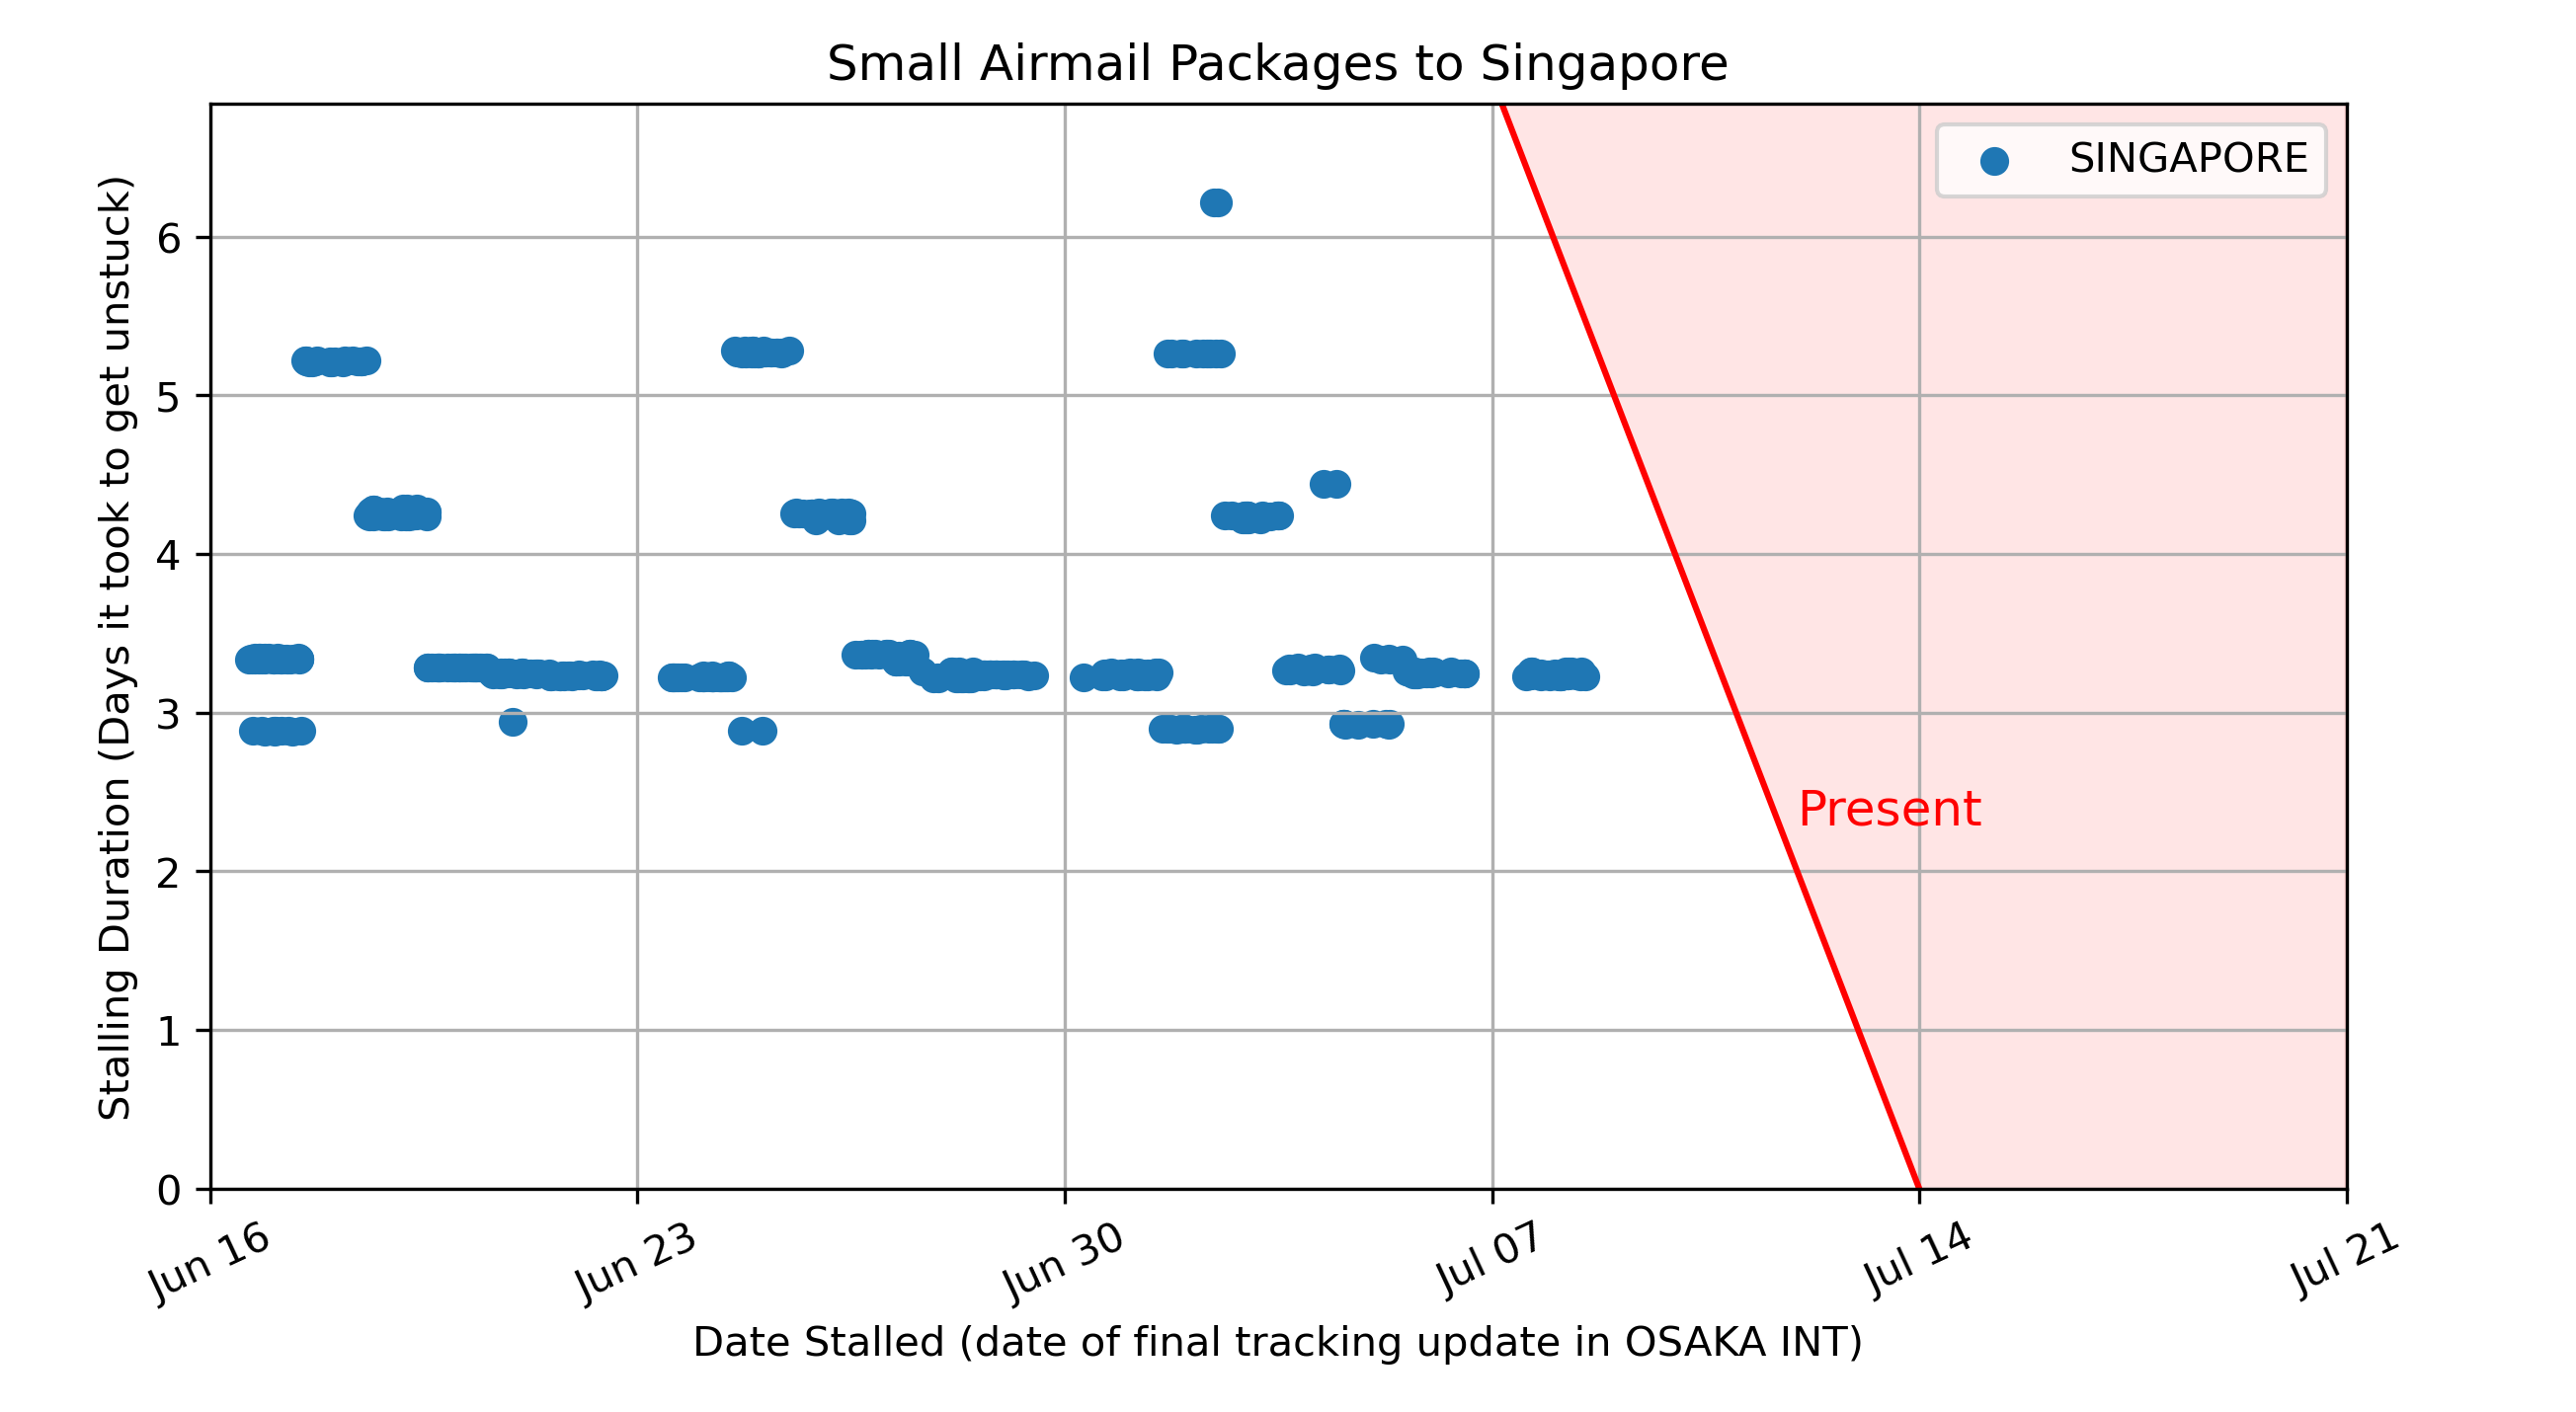 Small Airmail Packages to Singapore
SINGAPORE
Stalling Duration (Days it took to get unstuck)
6
5
4
3
2
1
0
Present
Jun 16
Jun 23
Jun 30
Jul 07
Jul 14
Jul 21
Date Stalled (date of final tracking update in OSAKA INT)